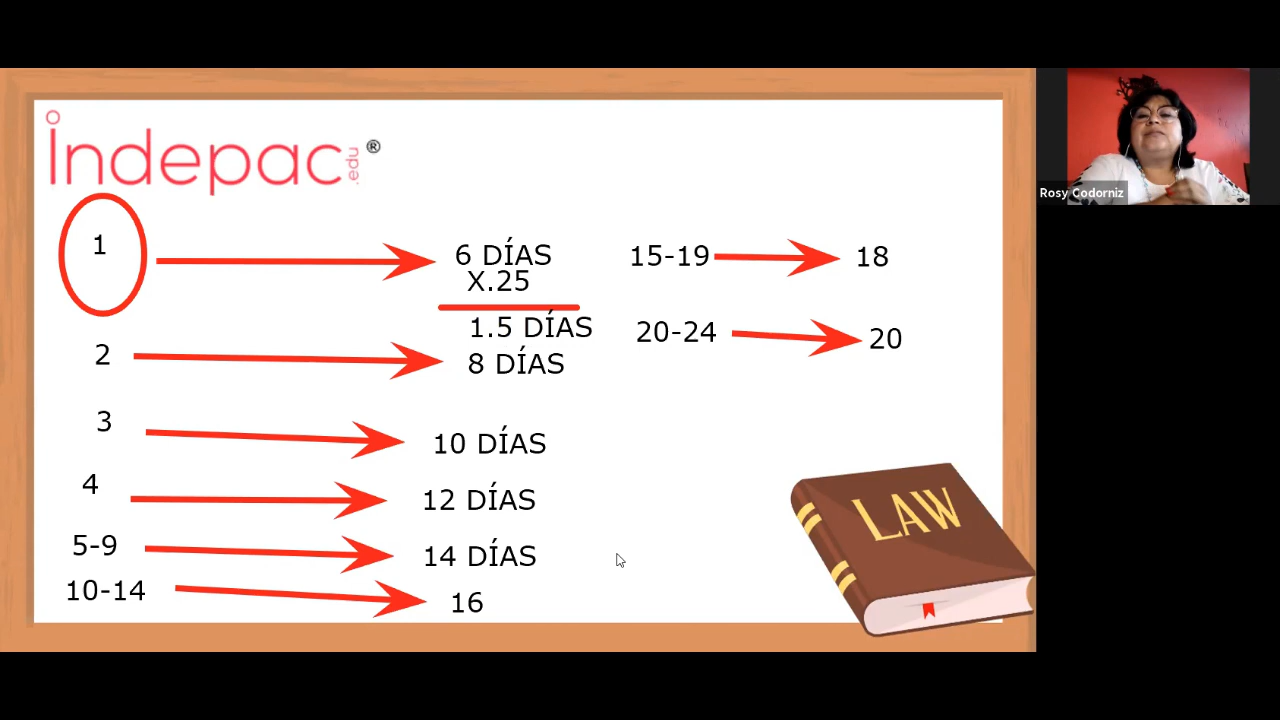 indepac.edu®
1
6 DÍAS
X.25
1.5 DÍAS
2
8 DÍAS
3
10 DÍAS
4
12 DÍAS
5-9
14 DÍAS
10-14
16
15-19
18
20-24
20
LAW
Rosy Codorniz